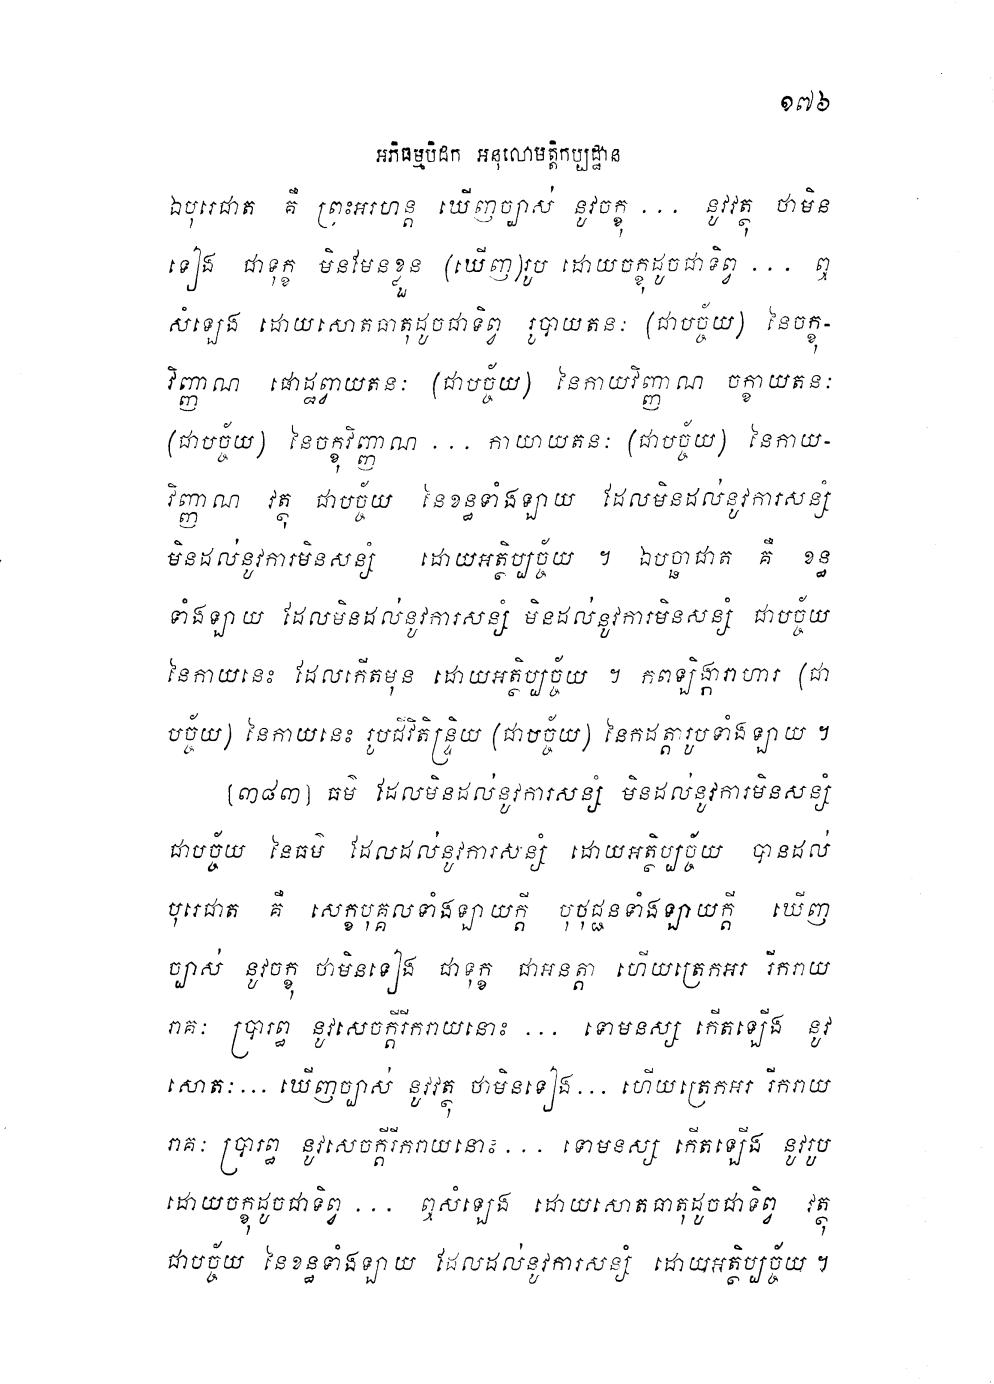 ១៧៦
អភិធម្មបិដក អនុលោមត្តិកប្បដ្ឋាន
ឯបុរេជាត គឺ ព្រះអរហន្ត ឃើញច្បាស់ នូវចក្ខុ ... នូវវត្ថុ ថាមិន
ទៀង ជាទុក្ខ មិនមែនខ្លួន (ឃើញ)រូប ដោយចក្ខុដូចជាទិព្វ ... ឮ
សំឡេង ដោយសោតធាតុដូចជាទិព្វ រូបាយតនៈ (ជាបច្ច័យ) នៃចក្ខុ-
វិញ្ញាណ ផោដ្ឋព្វាយតនៈ (ជាបច្ច័យ) នៃកាយវិញ្ញាណ ចក្ខាយតនៈ
(ជាបច្ច័យ) នៃចក្ខុវិញ្ញាណ ... កាយាយតនៈ (ជាបច្ច័យ) នៃកាយ-
វិញ្ញាណ វត្ថុ ជាបច្ច័យ នៃខន្ធទាំងឡាយ ដែលមិនដល់នូវការសន្សំ
មិនដល់នូវការមិនសន្សំ ដោយអត្ថិប្បច្ច័យ ។ ឯបច្ឆាជាត គឺ ខន្ធ
ទាំងឡាយ ដែលមិនដល់នូវការសន្សំ មិនដល់នូវការមិនសន្សំ ជាបច្ច័យ
នៃកាយនេះ ដែលកើតមុន ដោយអត្ថិប្បច្ច័យ ។ កពឡិង្ការាហារ (ជា
បច្ច័យ) នៃកាយនេះ រូបជីវិតិន្ទ្រិយ (ជាបច្ច័យ) នៃកដត្តារូបទាំងឡាយ ។
[៣៨៣] ធម៌ ដែលមិនដល់នូវការសន្សំ មិនដល់នូវការមិនសន្សំ
ជាបច្ច័យ នៃធម៌ ដែលដល់នូវការសន្សំ ដោយអត្ថិប្បច្ច័យ បានដល់
បុរេជាត គឺ សេក្ខបុគ្គលទាំងឡាយក្តី បុថុជ្ជនទាំងឡាយក្តី ឃើញ
ច្បាស់ នូវចក្ខុ ថាមិនទៀង ជាទុក្ខ ជាអនត្តា ហើយត្រេកអរ រីករាយ
រាគៈ ប្រារព្ធ នូវសេចក្តីរីករាយនោះ ... ទោមនស្ស កើតឡើង នូវ
សោតៈ... ឃើញច្បាស់ នូវវត្ថុ ថាមិនទៀង... ហើយត្រេកអរ រីករាយ
រាគៈ ប្រារព្ធ នូវសេចក្តីរីករាយនោះ... ទោមនស្ស កើតឡើង នូវរូប
ដោយចក្ខុដូចជាទិព្វ ... ឮសំឡេង ដោយសោតធាតុដូចជាទិព្វ វត្ថុ
ជាបច្ច័យ នៃខន្ធទាំងឡាយ ដែលដល់នូវការសន្សំ ដោយអត្ថិប្បច្ច័យ ។